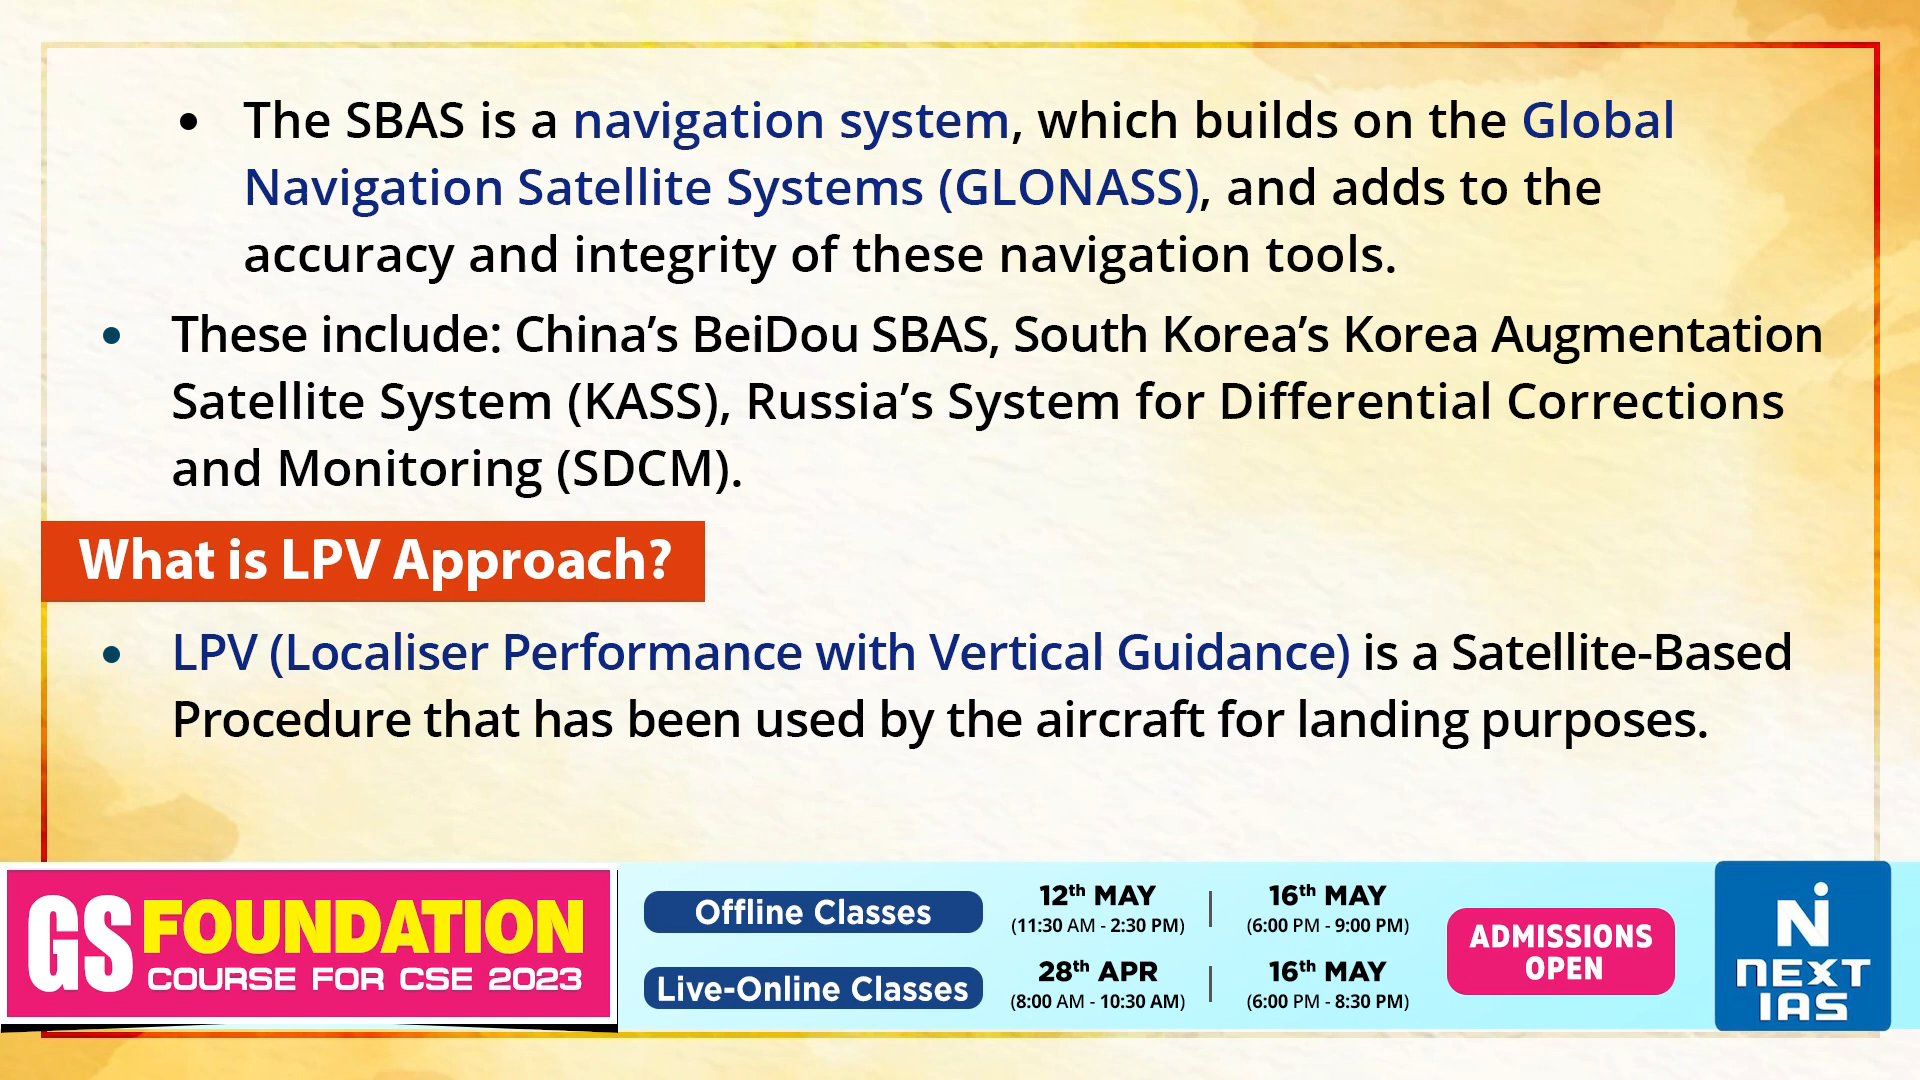 • The SBAS is a navigation system, which builds on the Global
Navigation Satellite Systems (GLONASS), and adds to the
accuracy and integrity of these navigation tools.
• These include: China’s BeiDou SBAS, South Korea’s Korea Augmentation
Satellite System (KASS), Russia’s System for Differential Corrections
and Monitoring (SDCM).
What is LPV Approach?
• LPV (Localiser Performance with Vertical Guidance) is a Satellite-Based
Procedure that has been used by the aircraft for landing purposes.
GS FOUNDATION
COURSE FOR CSE 2023
Offline Classes
12th MAY
(11:30 AM - 2:30 PM)
16th MAY
(6:00 PM - 9:00 PM)
Live-Online Classes
28th APR
(8:00 AM - 10:30 AM)
16th MAY
(6:00 PM - 8:30 PM)
ADMISSIONS
OPEN
NEXT
IAS